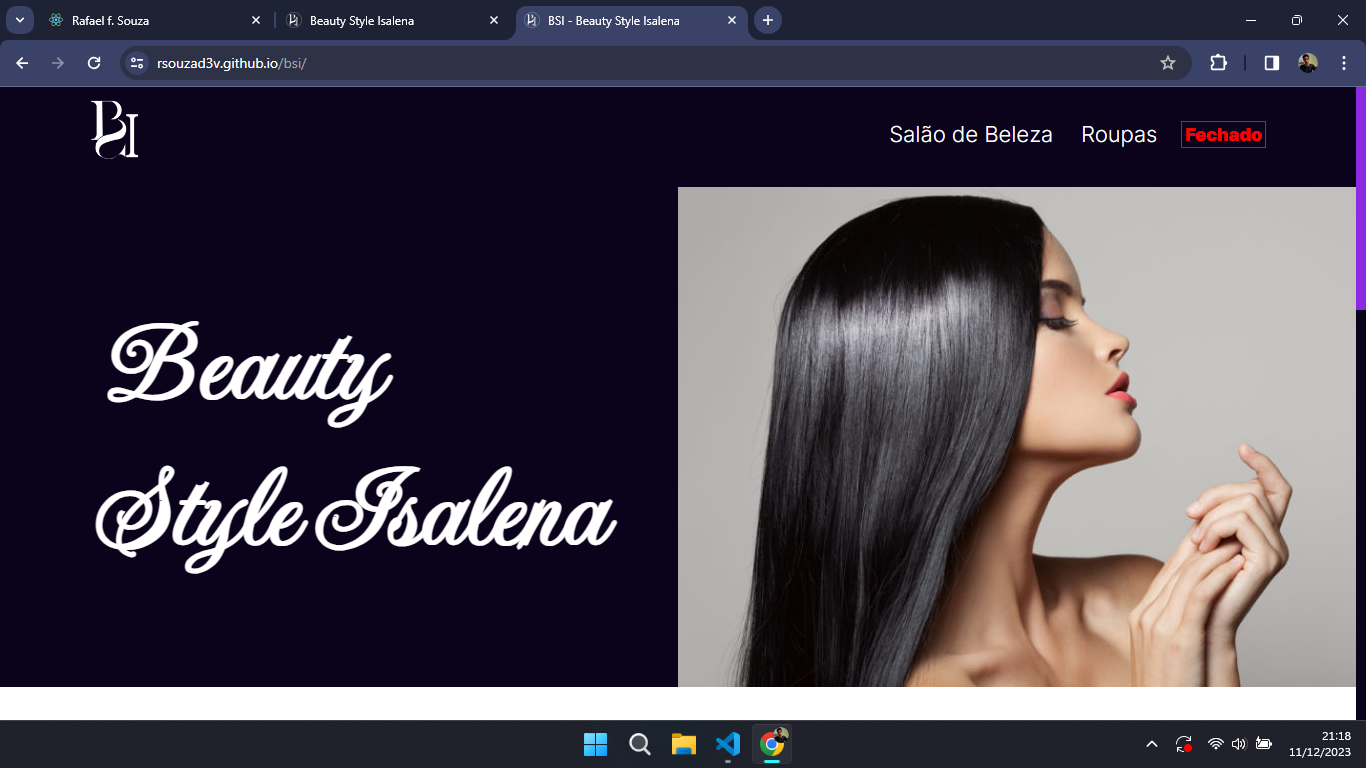 Rafael f. Souza
Beauty Style Isalena
BSI - Beauty Style Isalena
rsouzad3v.github.io/bsi/
BSI
Salão de Beleza
Roupas
Fechado
Beauty
Style Isalena
21:18
11/12/2023